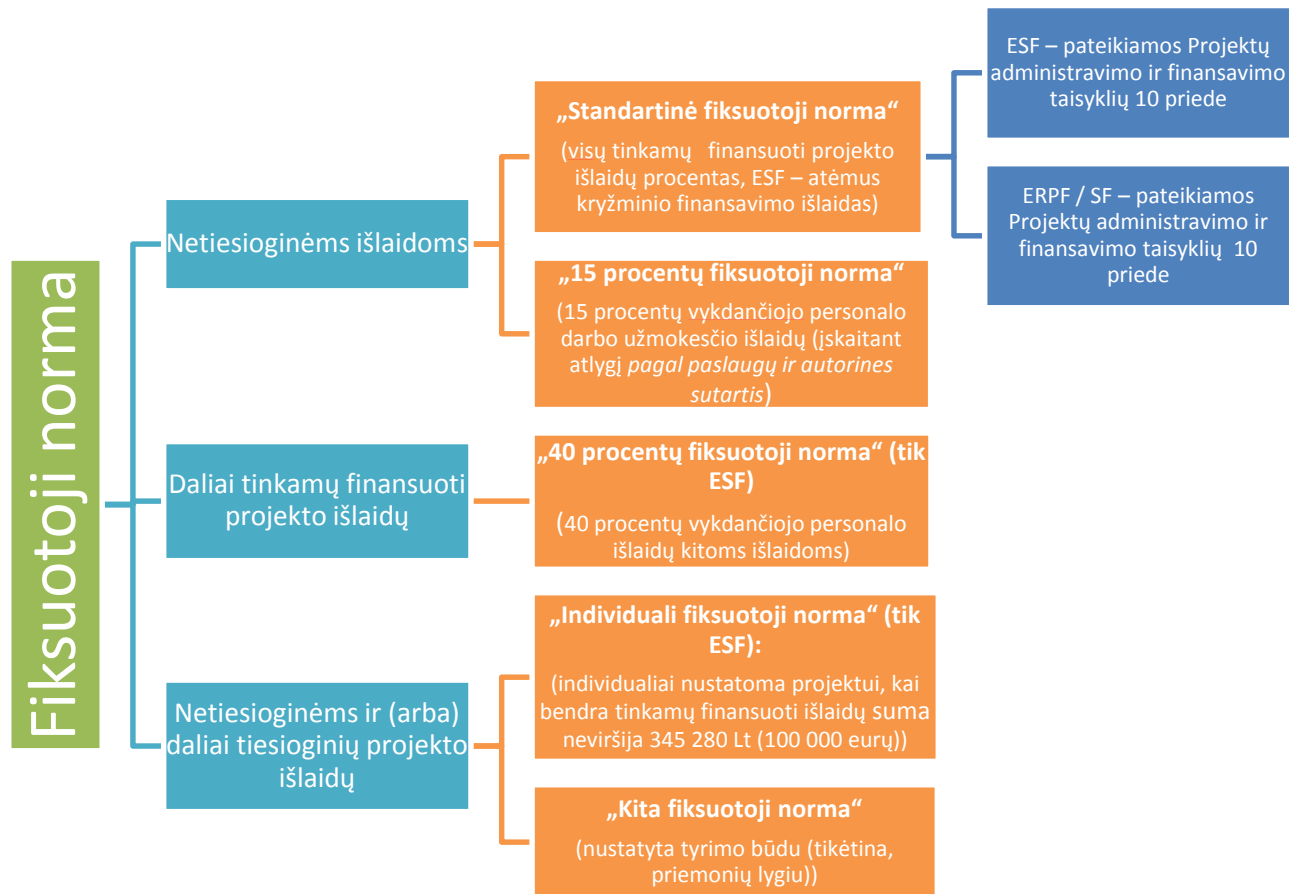 Fiksuotoji norma
Netiesioginėms išlaidoms
„Standartinė fiksuotoji norma“
(visų tinkamų finansuoti projekto
išlaidų procentas, ESF – atėmus
kryžminio finansavimo išlaidas)
ESF – pateikiamos Projektų
administravimo ir finansavimo
taisyklių 10 priede
ERPF / SF – pateikiamos
Projektų administravimo ir
finansavimo taisyklių 10
priede
„15 procentų fiksuotoji norma“
(15 procentų vykdančiojo personalo
darbo užmokesčio išlaidų (įskaitant
atlygį pagal paslaugų ir autorines
sutartis)
Daliai tinkamų finansuoti
projekto išlaidų
„40 procentų fiksuotoji norma“ (tik
ESF)
(40 procentų vykdančiojo personalo
išlaidų kitoms išlaidoms)
Netiesioginėms ir (arba)
daliai tiesioginių projekto
išlaidų
„Individuali fiksuotoji norma“ (tik
ESF):
(individualiai nustatoma projektui, kai
bendra tinkamų finansuoti išlaidų suma
neviršija 345 280 Lt (100 000 eurų))
„Kita fiksuotoji norma“
(nustatyta tyrimo būdu (tikėtina,
priemonių lygiu))